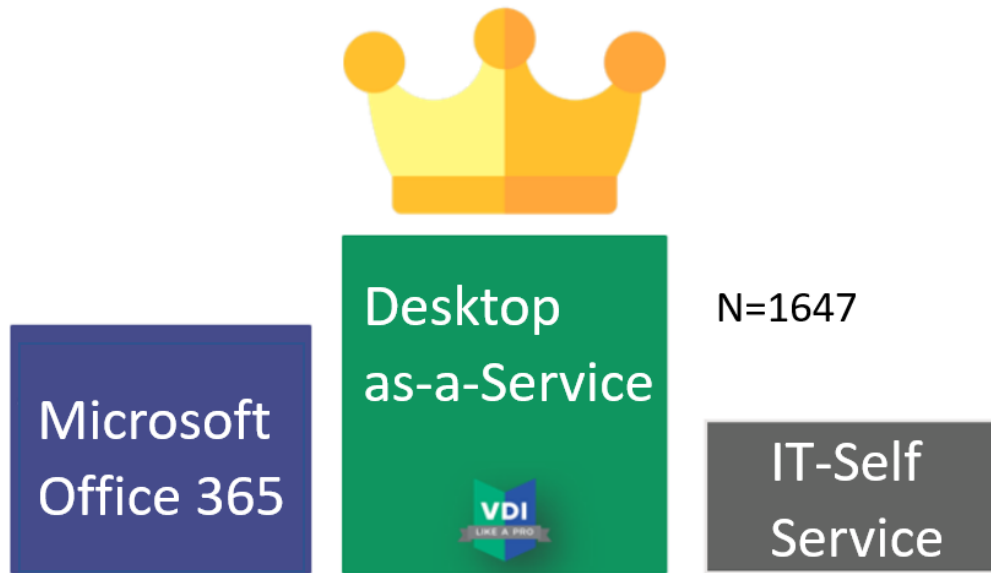 Desktop
as-a-Service
N=1647
Microsoft
Office 365
IT-Self
Service
VDI
LIKE A PRO